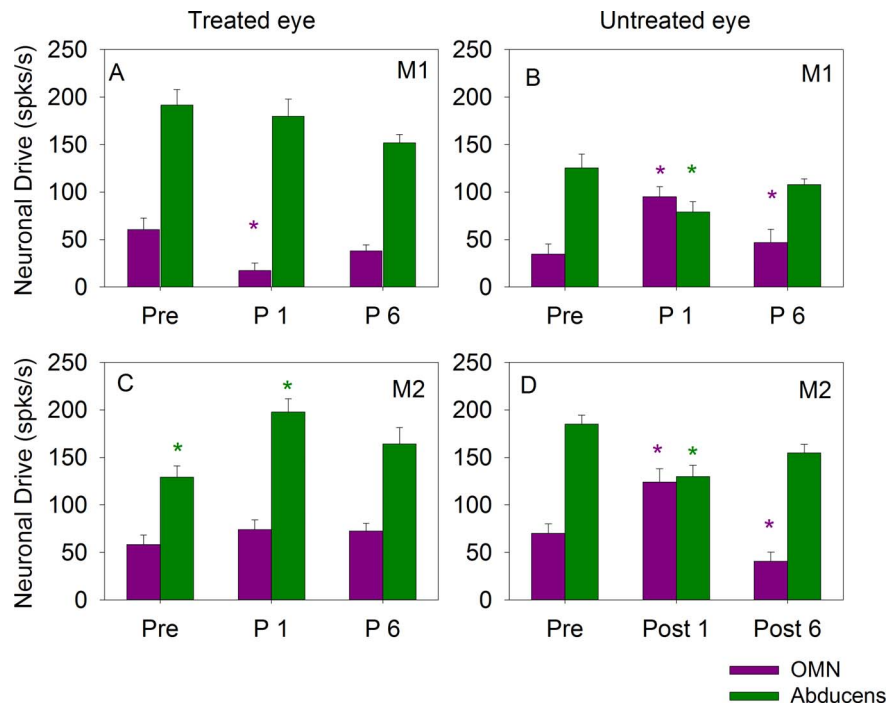 Treated eye
Untreated eye
Neuronal Drive (spks/s)
250
200
150
100
50
0
A
M1
*
Pre
P 1
P 6
250
200
150
100
50
0
B
M1
*
*
*
Pre
P 1
P 6
Neuronal Drive (spks/s)
250
200
150
100
50
0
C
M2
*
*
Pre
P 1
P 6
250
200
150
100
50
0
D
M2
*
*
*
Pre
Post 1
Post 6
OMN
Abducens